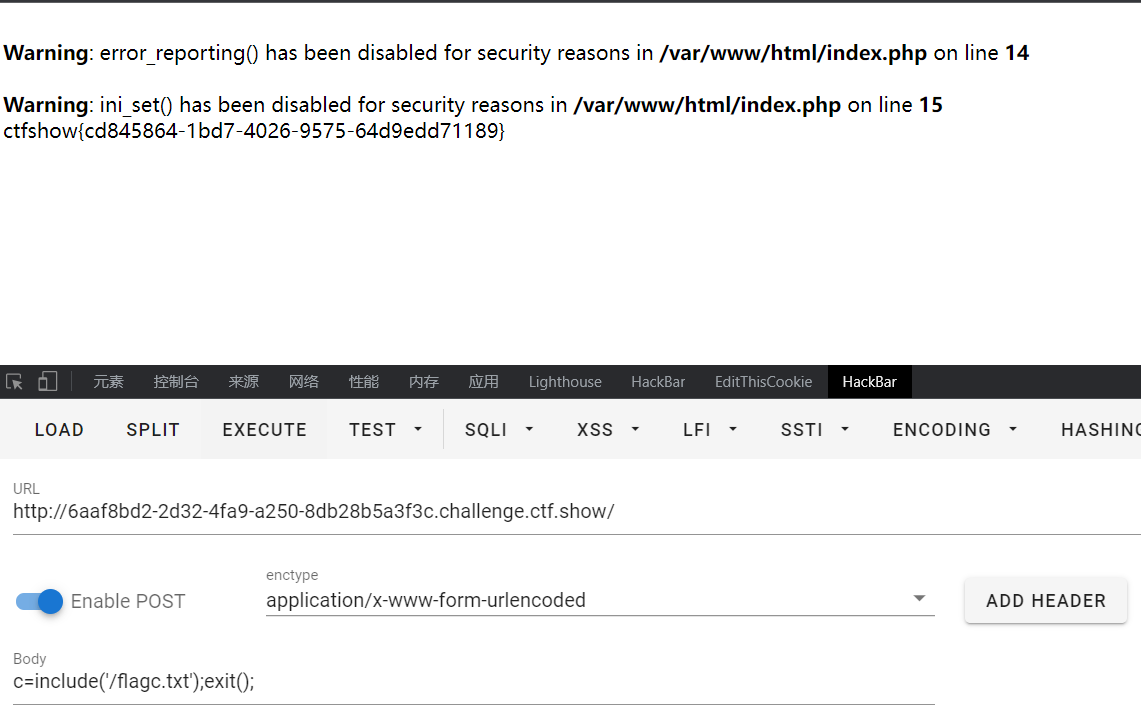 Warning: error_reporting() has been disabled for security reasons in /var/www/html/index.php on line 14
Warning: ini_set() has been disabled for security reasons in /var/www/html/index.php on line 15
ctfshow{cd845864-1bd7-4026-9575-64d9edd71189}
元素 控制台 来源 网络 性能 内存 应用 Lighthouse HackBar EditThisCookie HackBar
LOAD SPLIT EXECUTE TEST SQLI XSS LFI SSTI ENCODING HASHING
URL
http://6aaf8bd2-2d32-4fa9-a250-8db28b5a3f3c.challenge.ctf.show/
enctype
Enable POST application/x-www-form-urlencoded ADD HEADER
Body
c=include('/flagc.txt');exit();